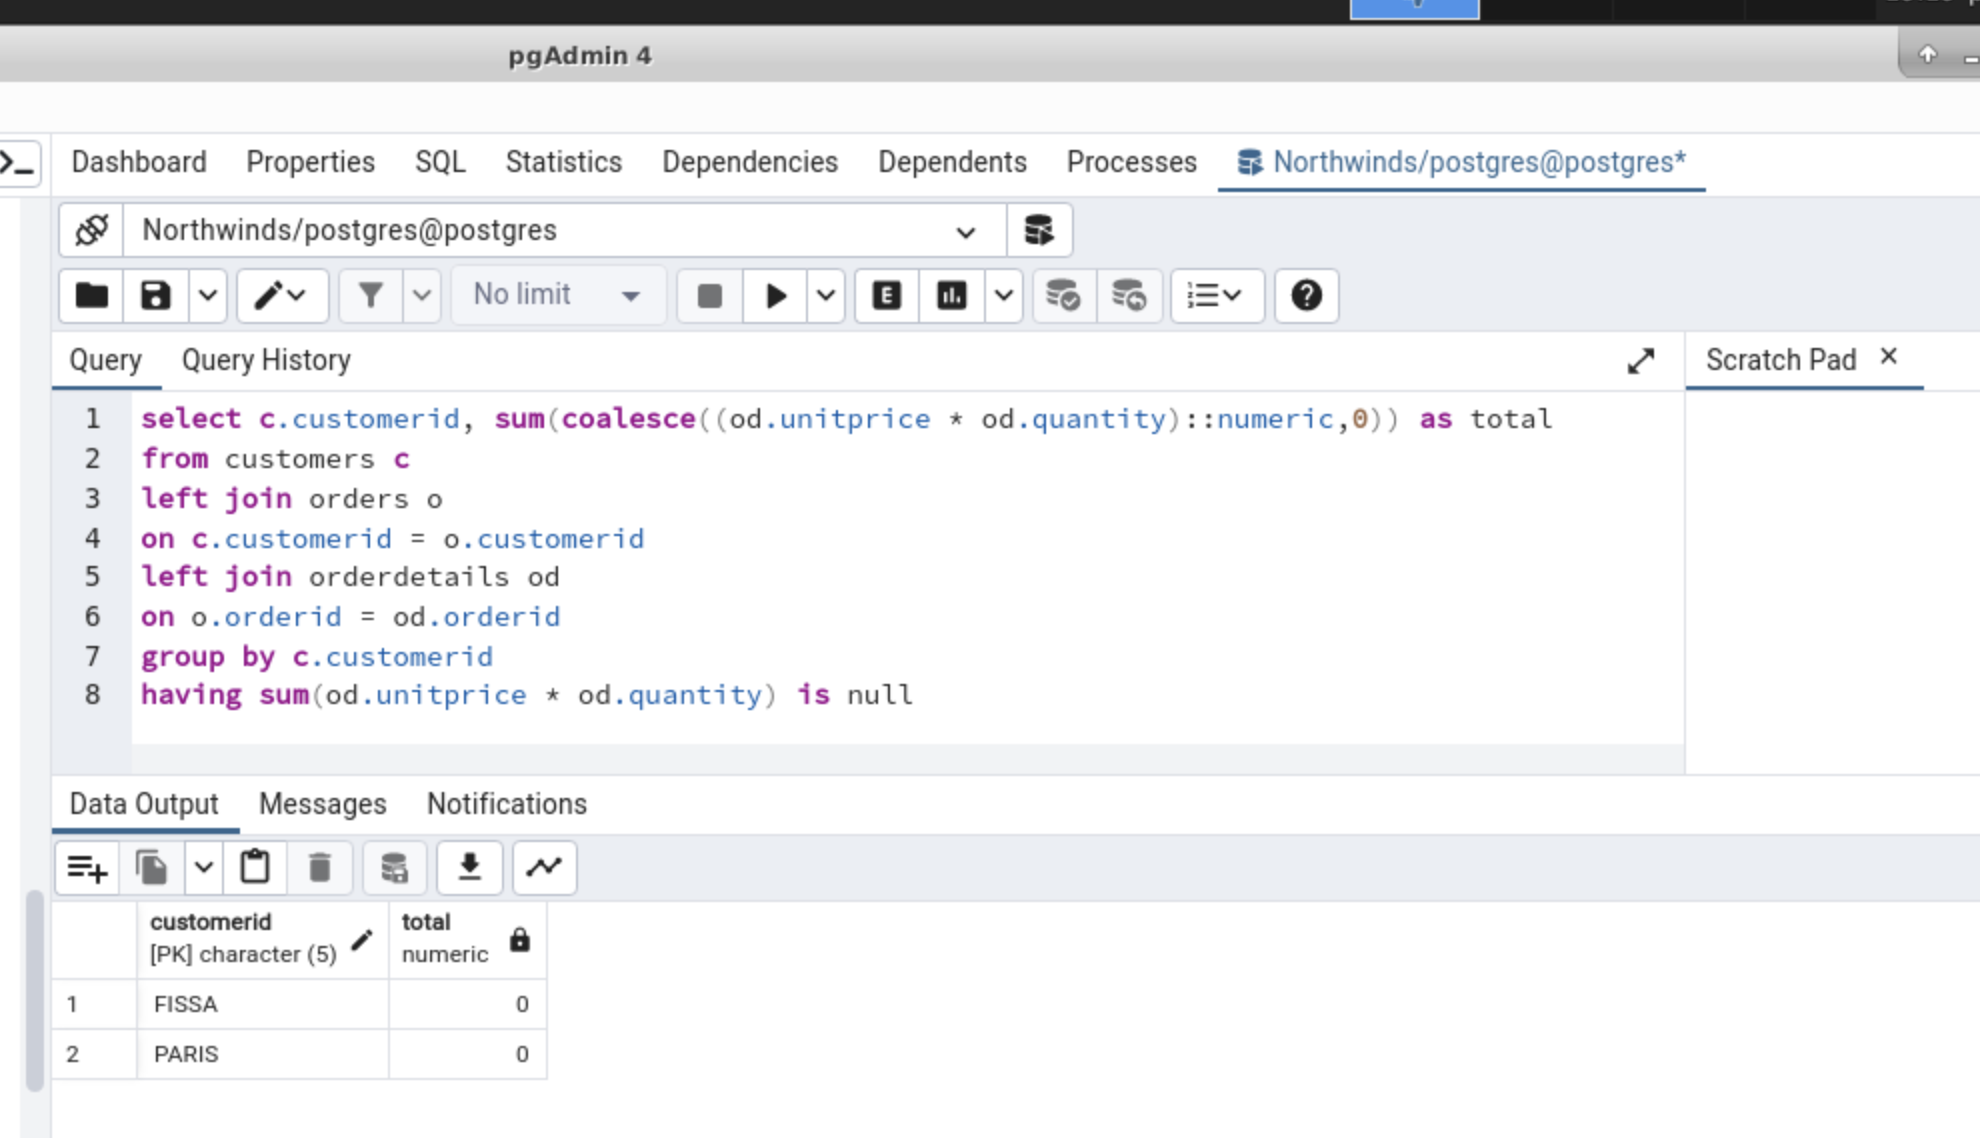 pgAdmin 4
Dashboard Properties SQL Statistics Dependencies Dependents Processes Northwinds/postgres@postgres*
Northwinds/postgres@postgres
No limit
Query Query History
Scratch Pad
1 select c.customerid, sum(coalesce((od.unitprice * od.quantity)::numeric,0)) as total
2 from customers c
3 left join orders o
4 on c.customerid = o.customerid
5 left join orderdetails od
6 on o.orderid = od.orderid
7 group by c.customerid
8 having sum(od.unitprice * od.quantity) is null
Data Output Messages Notifications
customerid total
[PK] character (5) numeric
1 FISSA 0
2 PARIS 0